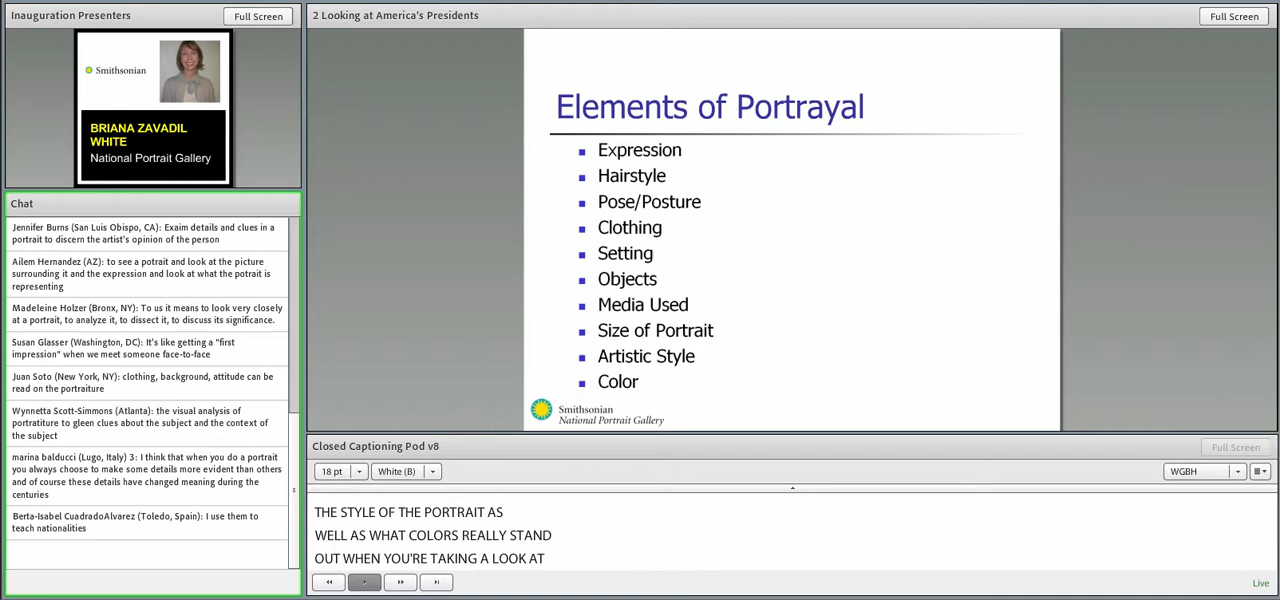 Inauguration Presenters
Full Screen
Smithsonian
BRIANA ZAVADIL
WHITE
National Portrait Gallery
Chat
Jennifer Burns (San Luis Obispo, CA): Exaim details and clues in a
portrait to discern the artist's opinion of the person
Ailem Hernandez (AZ): to see a potrait and look at the picture
surrounding it and the expression and look at what the potrait is
representing
Madeleine Holzer (Bronx, NY): To us it means to look very closely
at a portrait, to analyze it, to dissect it, to discuss its significance.
Susan Glasser (Washington, DC): It's like getting a "first
impression" when we meet someone face-to-face
Juan Soto (New York, NY): clothing, background, attitude can be
read on the portraiture
Wynnetta Scott-Simmons (Atlanta): the visual analysis of
portratiture to gleen clues about the subject and the context of
the subject
marina balducci (Lugo, Italy) 3: I think that when you do a portrait
you always choose to make some details more evident than others
and of course these details have changed meaning during the
centuries
Berta-Isabel CuadradoAlvarez (Toledo, Spain): I use them to
teach nationalities
2 Looking at America's Presidents
Full Screen
Elements of Portrayal
Expression
Hairstyle
Pose/Posture
Clothing
Setting
Objects
Media Used
Size of Portrait
Artistic Style
Color
Smithsonian
National Portrait Gallery
Closed Captioning Pod v8
Full Screen
18 pt
White (B)
WGBH
THE STYLE OF THE PORTRAIT AS
WELL AS WHAT COLORS REALLY STAND
OUT WHEN YOU'RE TAKING A LOOK AT
Live